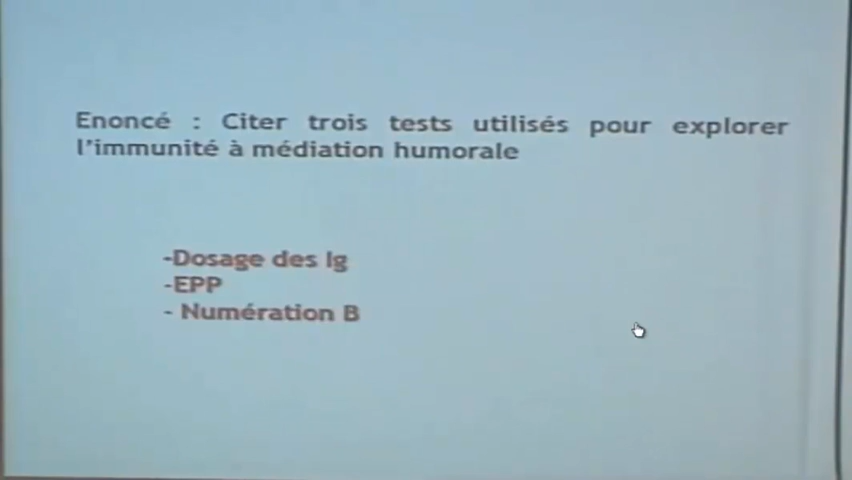 Enoncé : Citer trois tests utilisés pour explorer
l'immunité à médiation humorale
-Dosage des Ig
-EPP
- Numération B